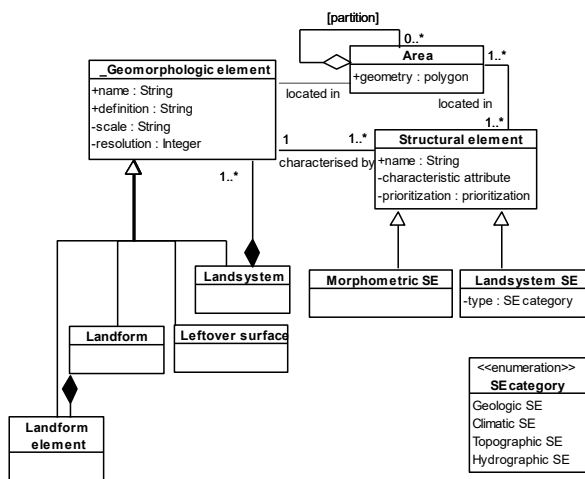 [partition]
0..*
Area
+geometry : polygon
1..*
_Geomorphologic element
+name : String
+definition : String
-scale : String
-resolution : Integer
located in
located in
1
1..*
characterised by
1..*
Structural element
+name : String
-characteristic attribute
-prioritization : prioritization
1..*
Landsystem
Morphometric SE
Landsystem SE
-type : SE category
Landform
Leftover surface
Landform
element
<<enumeration>>
SEcategory
Geologic SE
Climatic SE
Topographic SE
Hydrographic SE